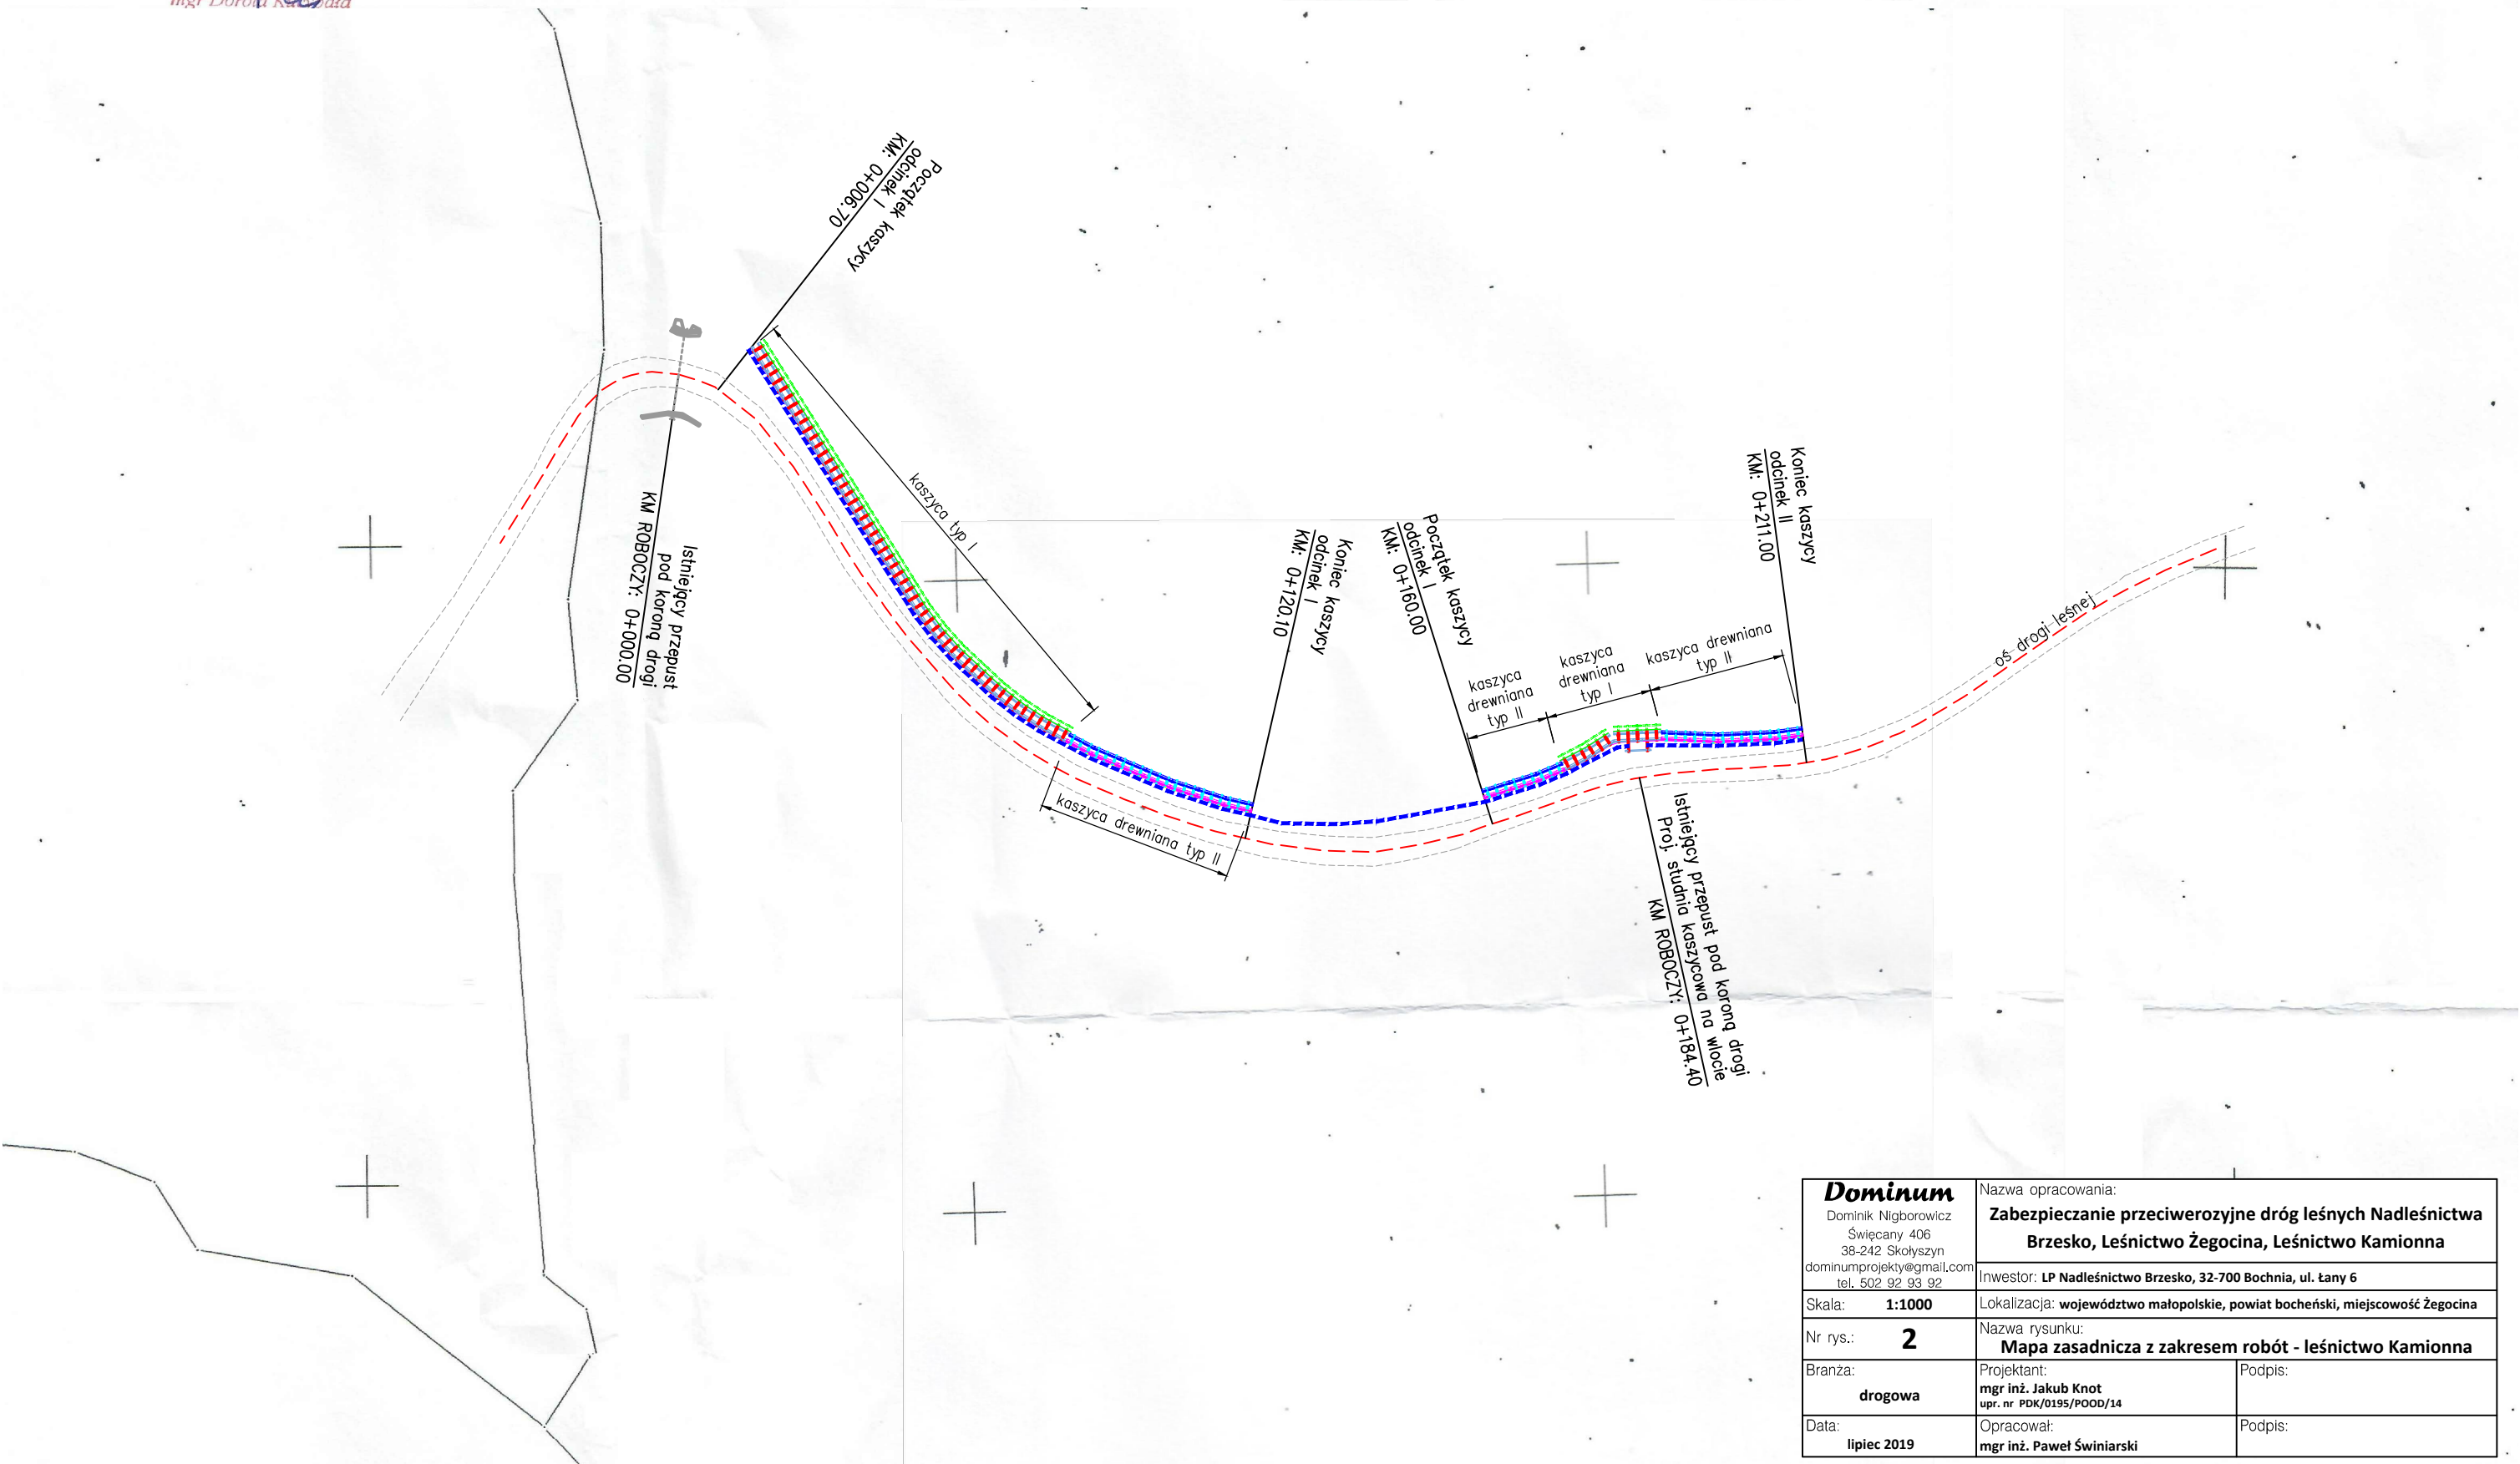 mgr Dorota
Początek kaszycy
odcinek I
KM: 0+006.70
kaszyca typ I
Istniejący przepust
pod koroną drogi
KM ROBOCZY: 0+000.00
Koniec kaszycy
odcinek I
KM: 0+120.10
kaszyca drewniana typ II
Początek kaszycy
odcinek I
KM: 0+160.00
kaszyca
drewniana
typ II
kaszyca
drewniana
typ I
kaszyca drewniana
typ II
Koniec kaszycy
odcinek II
KM: 0+211.00
oś drogi leśnej
Istniejący przepust pod koroną drogi
Proj. studnia kaszycowa na wlocie
KM ROBOCZY: 0+184.40
Dominum
Dominik Nigborowicz
Święcany 406
38-242 Skołyszyn
dominumprojekty@gmail.com
tel. 502 92 93 92
Nazwa opracowania:
Zabezpieczanie przeciwerozyjne dróg leśnych Nadleśnictwa
Brzesko, Leśnictwo Żegocina, Leśnictwo Kamionna
Inwestor: LP Nadleśnictwo Brzesko, 32-700 Bochnia, ul. Łany 6
Skala: 1:1000
Lokalizacja: województwo małopolskie, powiat bocheński, miejscowość Żegocina
Nr rys.: 2
Nazwa rysunku:
Mapa zasadnicza z zakresem robót - leśnictwo Kamionna
Branża:
drogowa
Projektant:
mgr inż. Jakub Knot
upr. nr PDK/0195/POOD/14
Podpis:
Data:
lipiec 2019
Opracował:
mgr inż. Paweł Świniarski
Podpis: